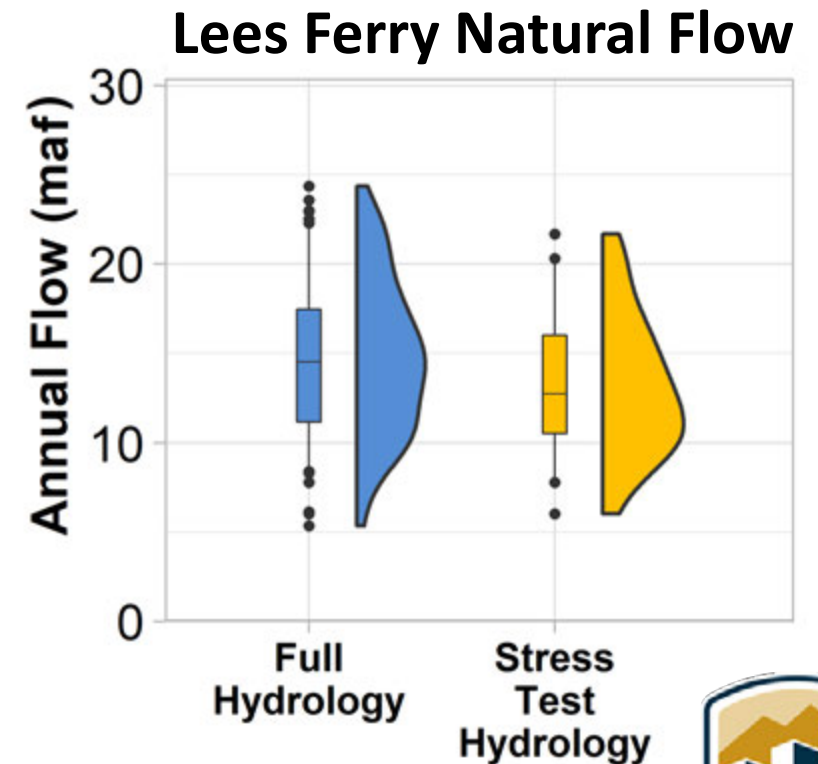 Lees Ferry Natural Flow
Annual Flow (maf)
30
20
10
0
Full
Hydrology
Stress
Test
Hydrology